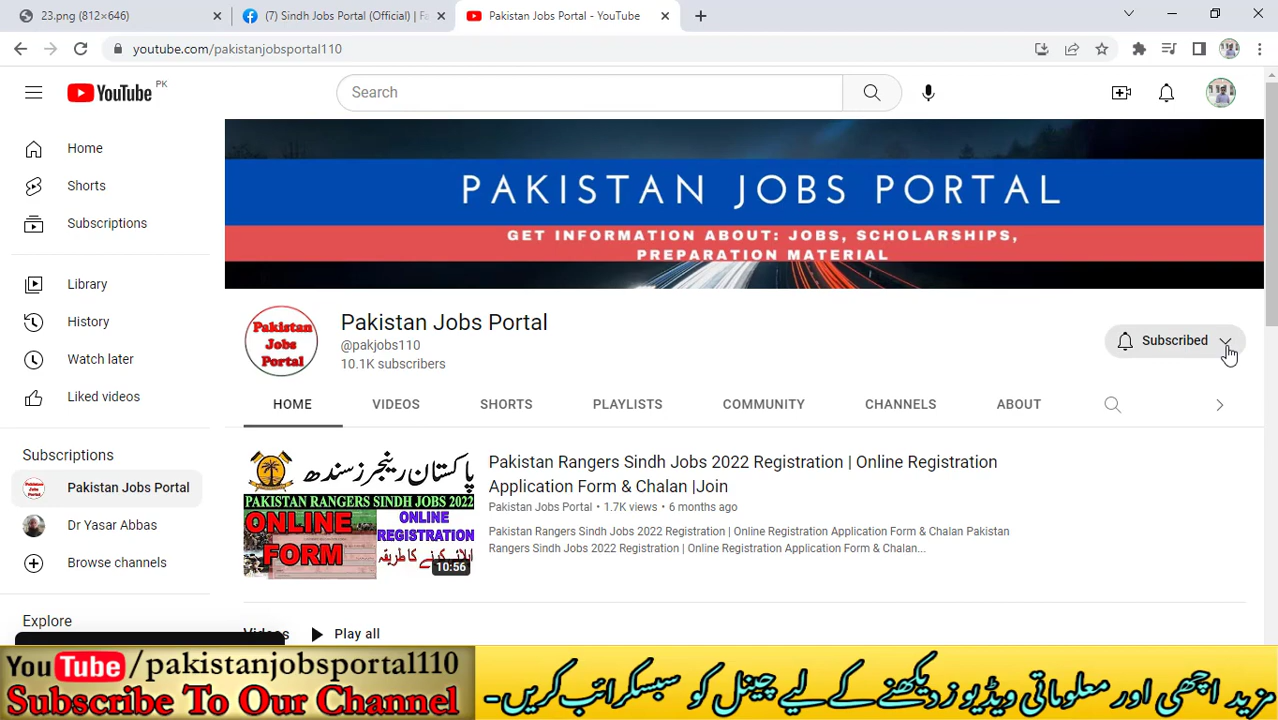 23.png (812×646)
(7) Sindh Jobs Portal (Official) | Fa
Pakistan Jobs Portal - YouTube
youtube.com/pakistanjobsportal110
YouTube PK
Search
Home
Shorts
Subscriptions
Library
History
Watch later
Liked videos
Subscriptions
Pakistan Jobs Portal
Dr Yasar Abbas
Browse channels
Explore
PAKISTAN JOBS PORTAL
GET INFORMATION ABOUT: JOBS, SCHOLARSHIPS,
PREPARATION MATERIAL
Pakistan
Jobs
Portal
Pakistan Jobs Portal
@pakjobs110
10.1K subscribers
Subscribed
HOME VIDEOS SHORTS PLAYLISTS COMMUNITY CHANNELS ABOUT
پاکستان رینجرز سندھ
PAKISTAN RANGERS SINDH JOBS 2022
ONLINE
FORM
ONLINE
REGISTRATION
اپلائی کرنے کا طریقہ
10:56
Pakistan Rangers Sindh Jobs 2022 Registration | Online Registration
Application Form & Chalan |Join
Pakistan Jobs Portal • 1.7K views • 6 months ago
Pakistan Rangers Sindh Jobs 2022 Registration | Online Registration Application Form & Chalan Pakistan
Rangers Sindh Jobs 2022 Registration | Online Registration Application Form & Chalan...
Videos Play all
YouTube/pakistanjobsportal110
Subscribe To Our Channel
مزید اچھی اور معلوماتی ویڈیوز دیکھنے کے لیے چینل کو سبسکرائب کریں۔